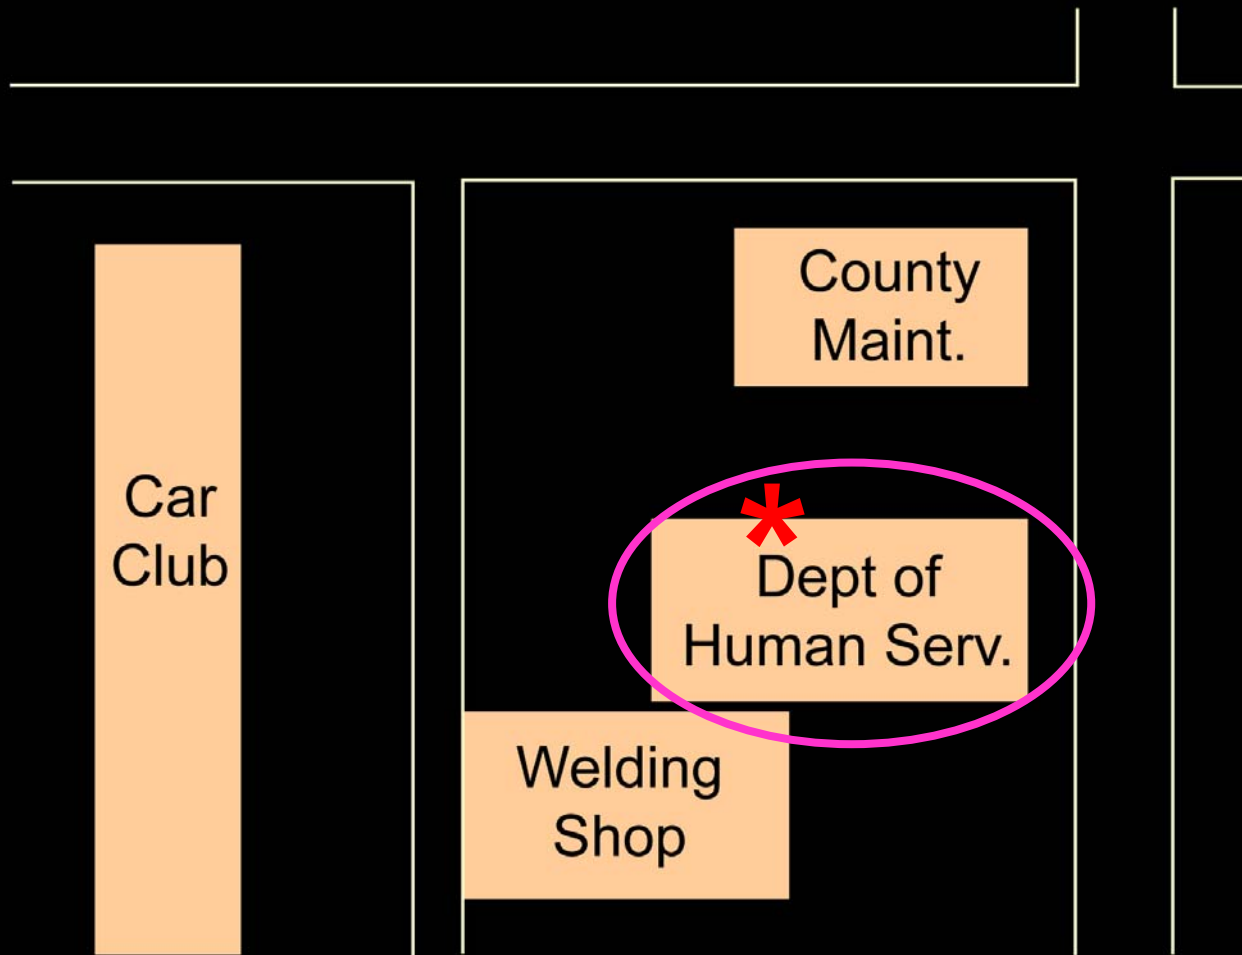 County
Maint.
Car
Club
*
Dept of
Human Serv.
Welding
Shop